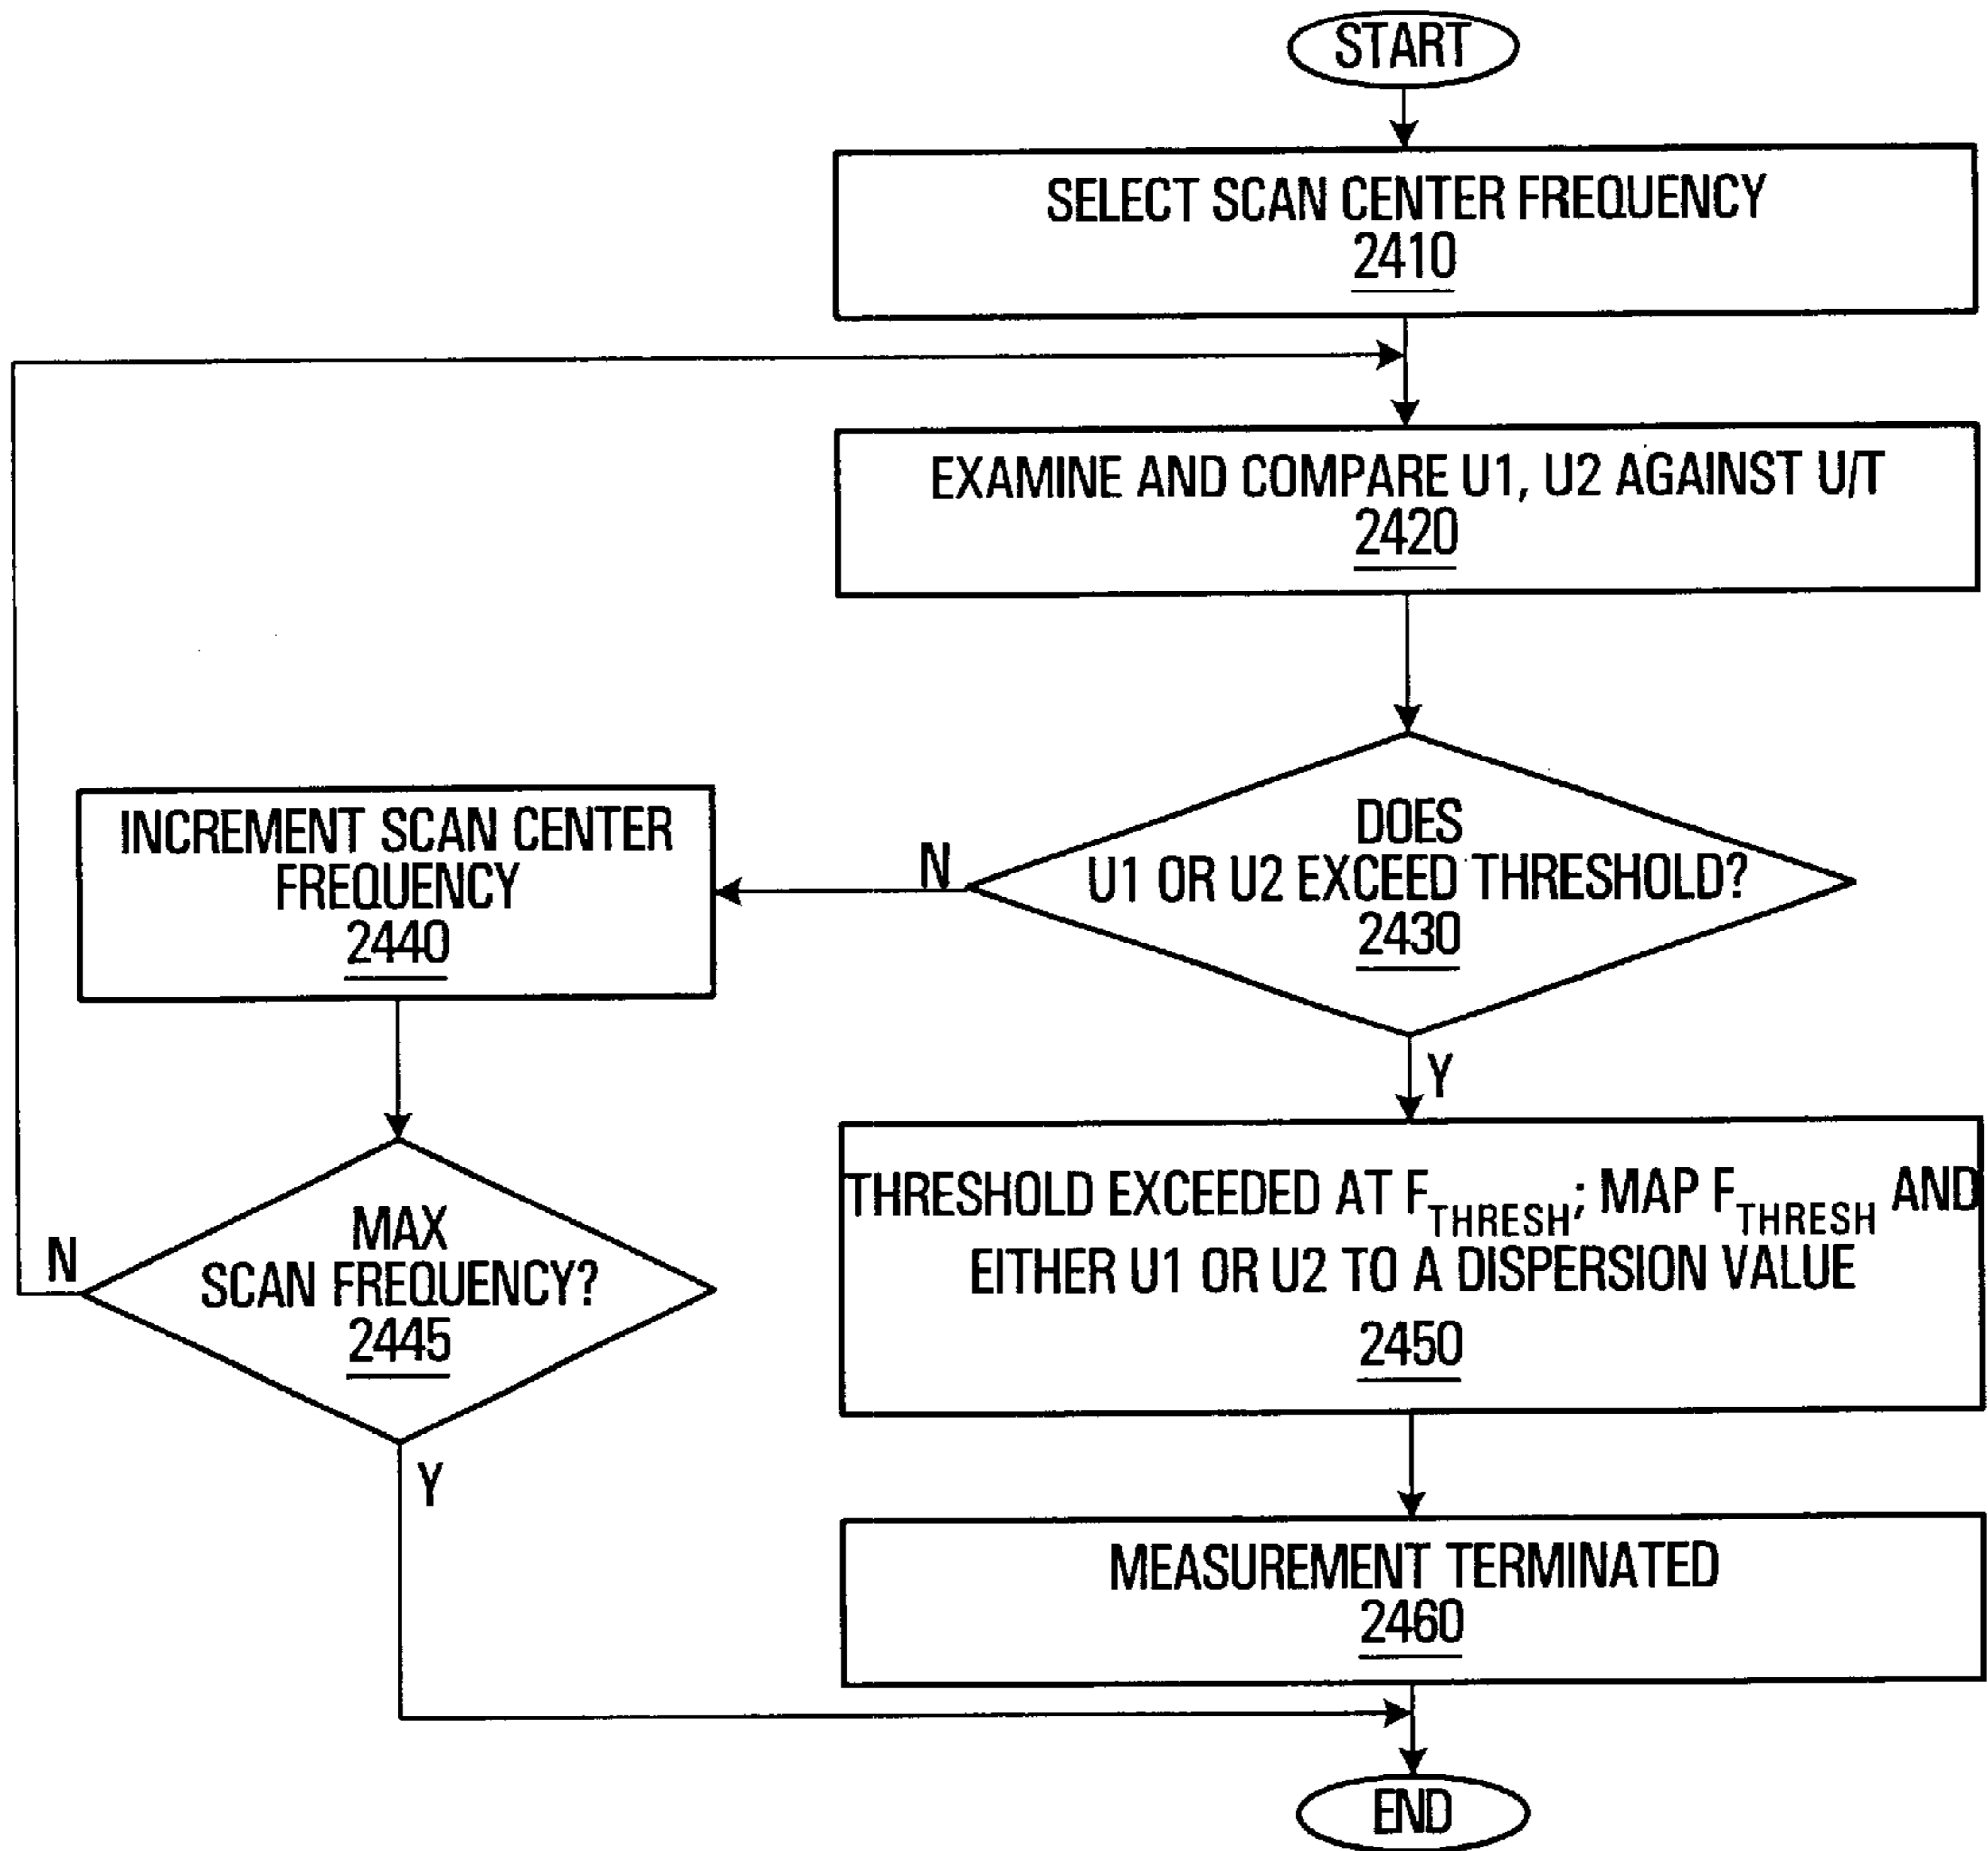 START
SELECT SCAN CENTER FREQUENCY
2410
EXAMINE AND COMPARE U1, U2 AGAINST U/T
2420
DOES
U1 OR U2 EXCEED THRESHOLD?
2430
N
Y
INCREMENT SCAN CENTER
FREQUENCY
2440
MAX
SCAN FREQUENCY?
2445
N
Y
THRESHOLD EXCEEDED AT F_THRESH; MAP F_THRESH AND
EITHER U1 OR U2 TO A DISPERSION VALUE
2450
MEASUREMENT TERMINATED
2460
END